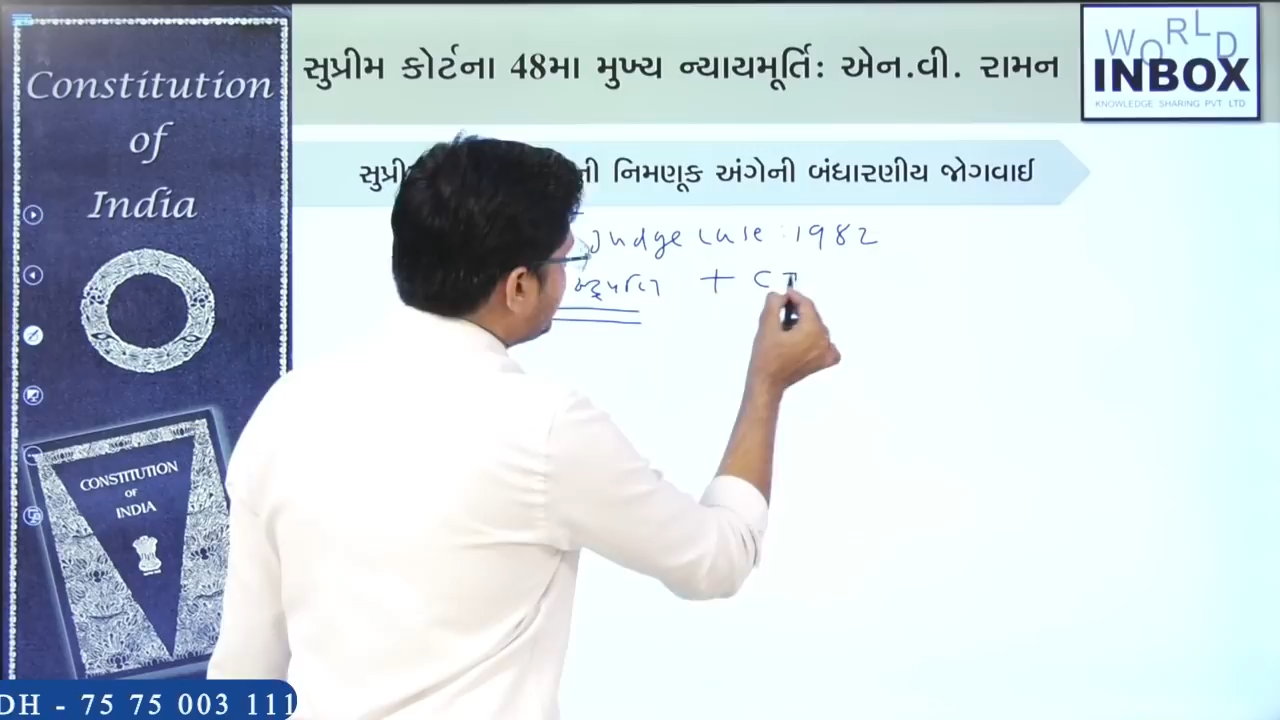 સુપ્રીમ કોર્ટના 48મા મુખ્ય ન્યાયમૂર્તિઃ એન.વી. રામન
WORLD
INBOX
KNOWLEDGE SHARING PVT. LTD
Constitution
of
India
નિમણૂક અંગેની બંધારણીય જોગવાઈ
Judge Case : 1982
+ CJ
CONSTITUTION
OF
INDIA
DH - 75 75 003 111